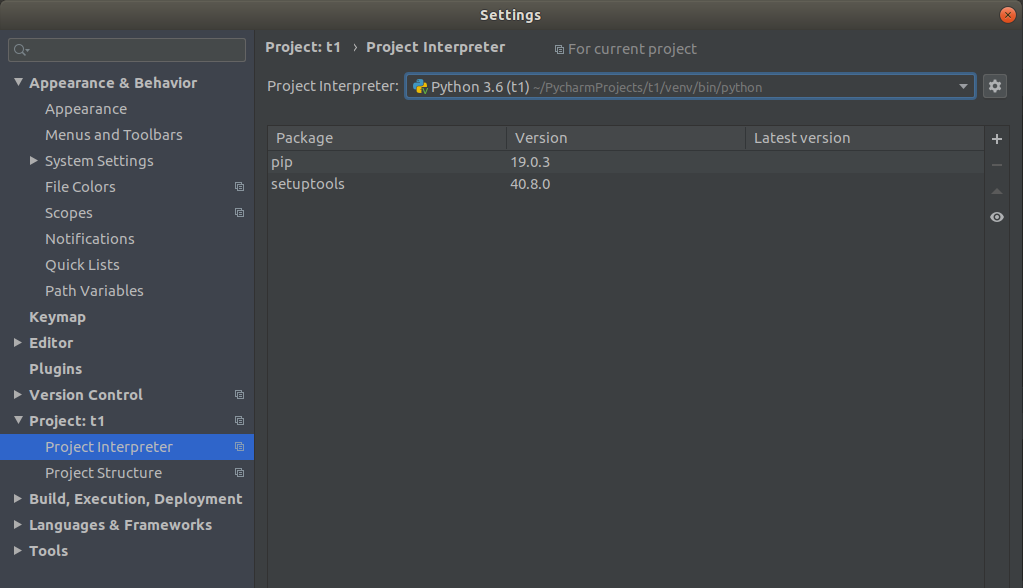 Settings
Appearance & Behavior
Appearance
Menus and Toolbars
System Settings
File Colors
Scopes
Notifications
Quick Lists
Path Variables
Keymap
Editor
Plugins
Version Control
Project: t1
Project Interpreter
Project Structure
Build, Execution, Deployment
Languages & Frameworks
Tools
Project: t1 › Project Interpreter For current project
Project Interpreter: Python 3.6 (t1) ~/PycharmProjects/t1/venv/bin/python
Package Version Latest version
pip 19.0.3
setuptools 40.8.0